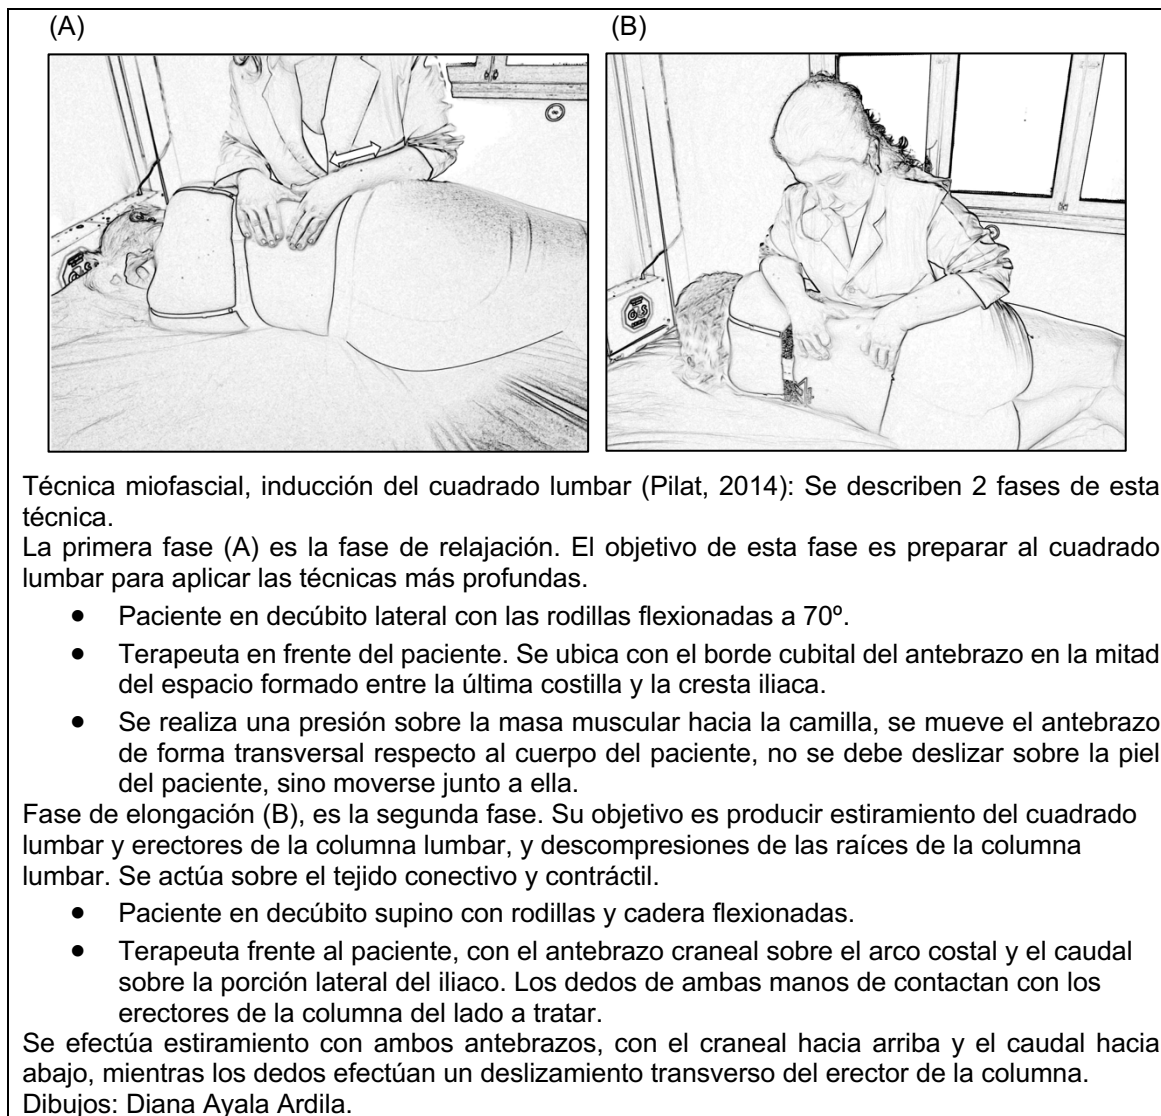 (A)
(B)
Técnica miofascial, inducción del cuadrado lumbar (Pilat, 2014): Se describen 2 fases de esta
técnica.
La primera fase (A) es la fase de relajación. El objetivo de esta fase es preparar al cuadrado
lumbar para aplicar las técnicas más profundas.
• Paciente en decúbito lateral con las rodillas flexionadas a 70º.
• Terapeuta en frente del paciente. Se ubica con el borde cubital del antebrazo en la mitad
del espacio formado entre la última costilla y la cresta iliaca.
• Se realiza una presión sobre la masa muscular hacia la camilla, se mueve el antebrazo
de forma transversal respecto al cuerpo del paciente, no se debe deslizar sobre la piel
del paciente, sino moverse junto a ella.
Fase de elongación (B), es la segunda fase. Su objetivo es producir estiramiento del cuadrado
lumbar y erectores de la columna lumbar, y descompresiones de las raíces de la columna
lumbar. Se actúa sobre el tejido conectivo y contráctil.
• Paciente en decúbito supino con rodillas y cadera flexionadas.
• Terapeuta frente al paciente, con el antebrazo craneal sobre el arco costal y el caudal
sobre la porción lateral del iliaco. Los dedos de ambas manos de contactan con los
erectores de la columna del lado a tratar.
Se efectúa estiramiento con ambos antebrazos, con el craneal hacia arriba y el caudal hacia
abajo, mientras los dedos efectúan un deslizamiento transverso del erector de la columna.
Dibujos: Diana Ayala Ardila.